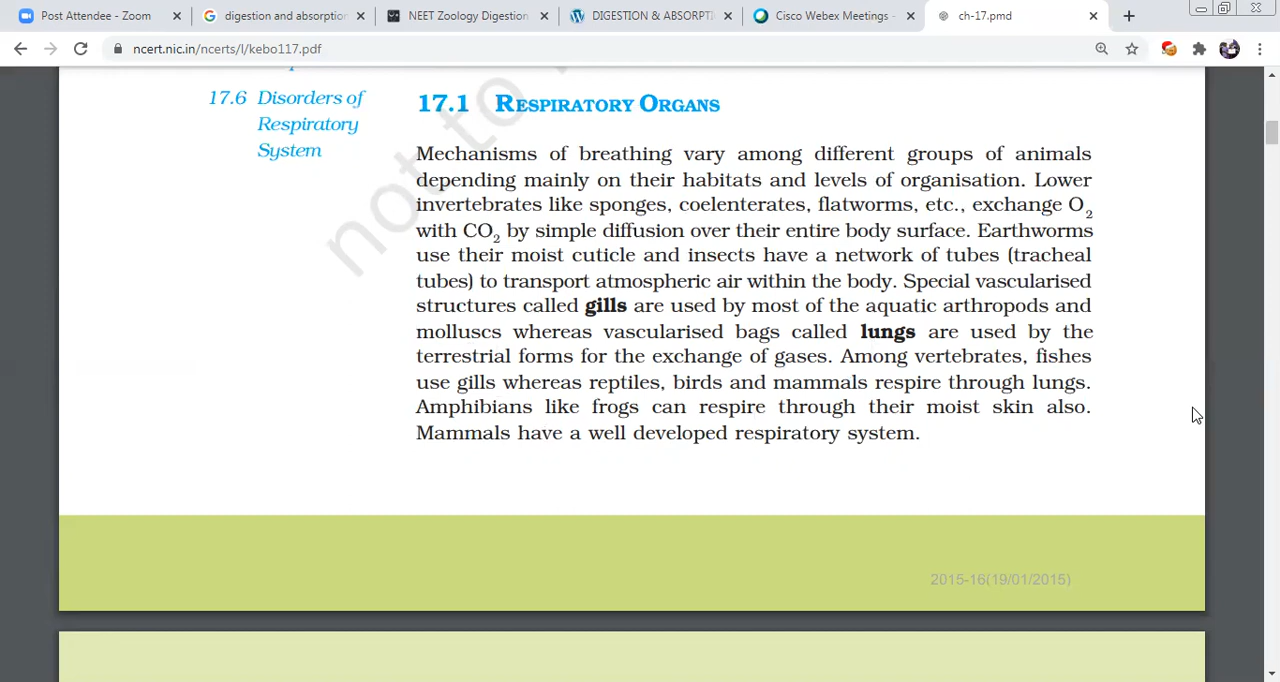 Post Attendee - Zoom
digestion and absorption
NEET Zoology Digestion
DIGESTION & ABSORPT
Cisco Webex Meetings -
ch-17.pmd
ncert.nic.in/ncerts/l/kebo117.pdf
17.6 Disorders of
Respiratory
System
not to
17.1 RESPIRATORY ORGANS
Mechanisms of breathing vary among different groups of animals
depending mainly on their habitats and levels of organisation. Lower
invertebrates like sponges, coelenterates, flatworms, etc., exchange O2
with CO2 by simple diffusion over their entire body surface. Earthworms
use their moist cuticle and insects have a network of tubes (tracheal
tubes) to transport atmospheric air within the body. Special vascularised
structures called gills are used by most of the aquatic arthropods and
molluscs whereas vascularised bags called lungs are used by the
terrestrial forms for the exchange of gases. Among vertebrates, fishes
use gills whereas reptiles, birds and mammals respire through lungs.
Amphibians like frogs can respire through their moist skin also.
Mammals have a well developed respiratory system.
2015-16(19/01/2015)